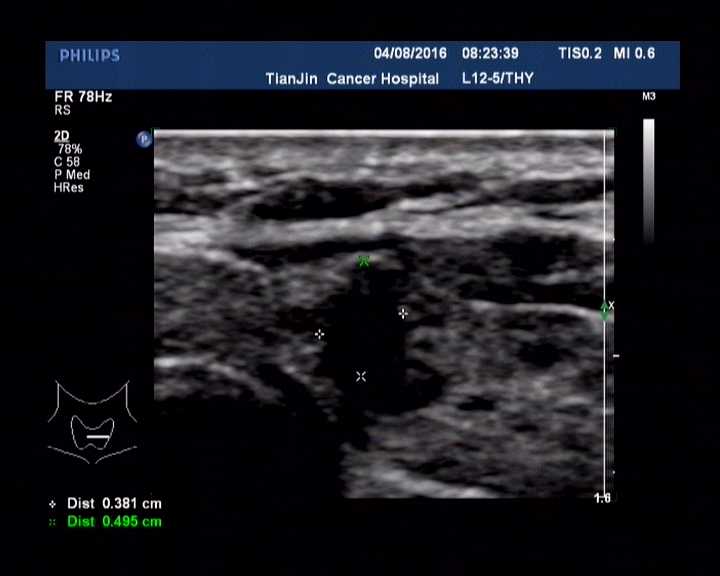 PHILIPS 04/08/2016 08:23:39 TIS0.2 MI 0.6
TianJin Cancer Hospital L12-5/THY
FR 78Hz
RS
M3
2D
78%
C 58
P Med
HRes
P
X
1.6
Dist 0.381 cm
Dist 0.495 cm